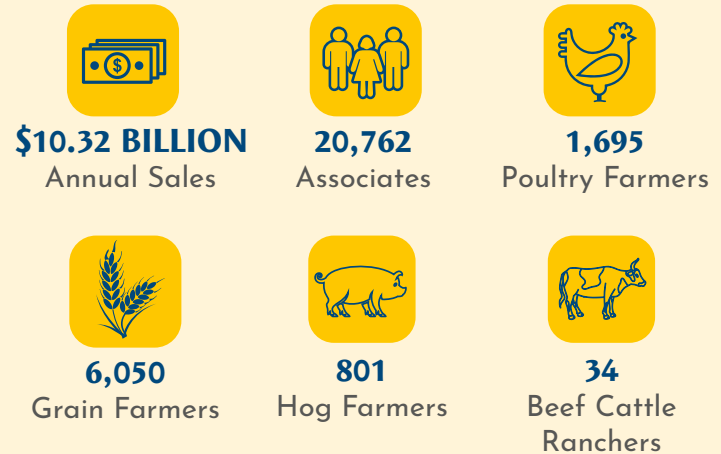 $
$10.32 BILLION
Annual Sales
20,762
Associates
1,695
Poultry Farmers
6,050
Grain Farmers
801
Hog Farmers
34
Beef Cattle
Ranchers